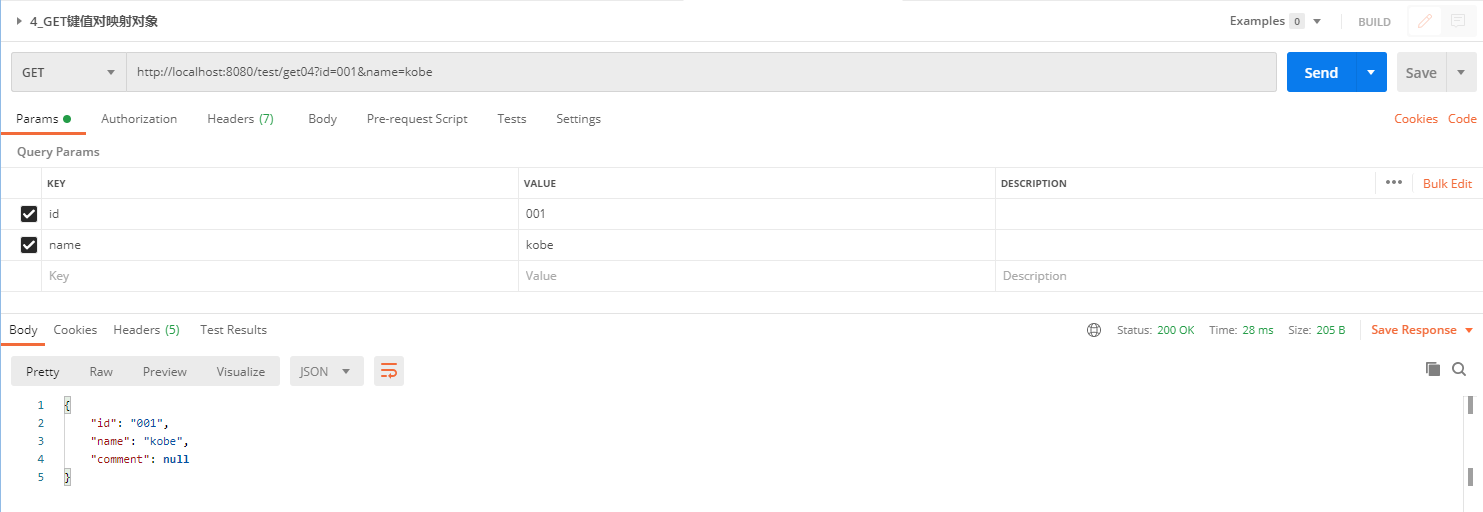 4_GET键值对映射对象 Examples 0 BUILD
GET http://localhost:8080/test/get04?id=001&name=kobe Send Save
Params Authorization Headers (7) Body Pre-request Script Tests Settings Cookies Code
Query Params
KEY VALUE DESCRIPTION ••• Bulk Edit
id 001
name kobe
Key Value Description
Body Cookies Headers (5) Test Results Status: 200 OK Time: 28 ms Size: 205 B Save Response
Pretty Raw Preview Visualize JSON
1 {
2 "id": "001",
3 "name": "kobe",
4 "comment": null
5 }